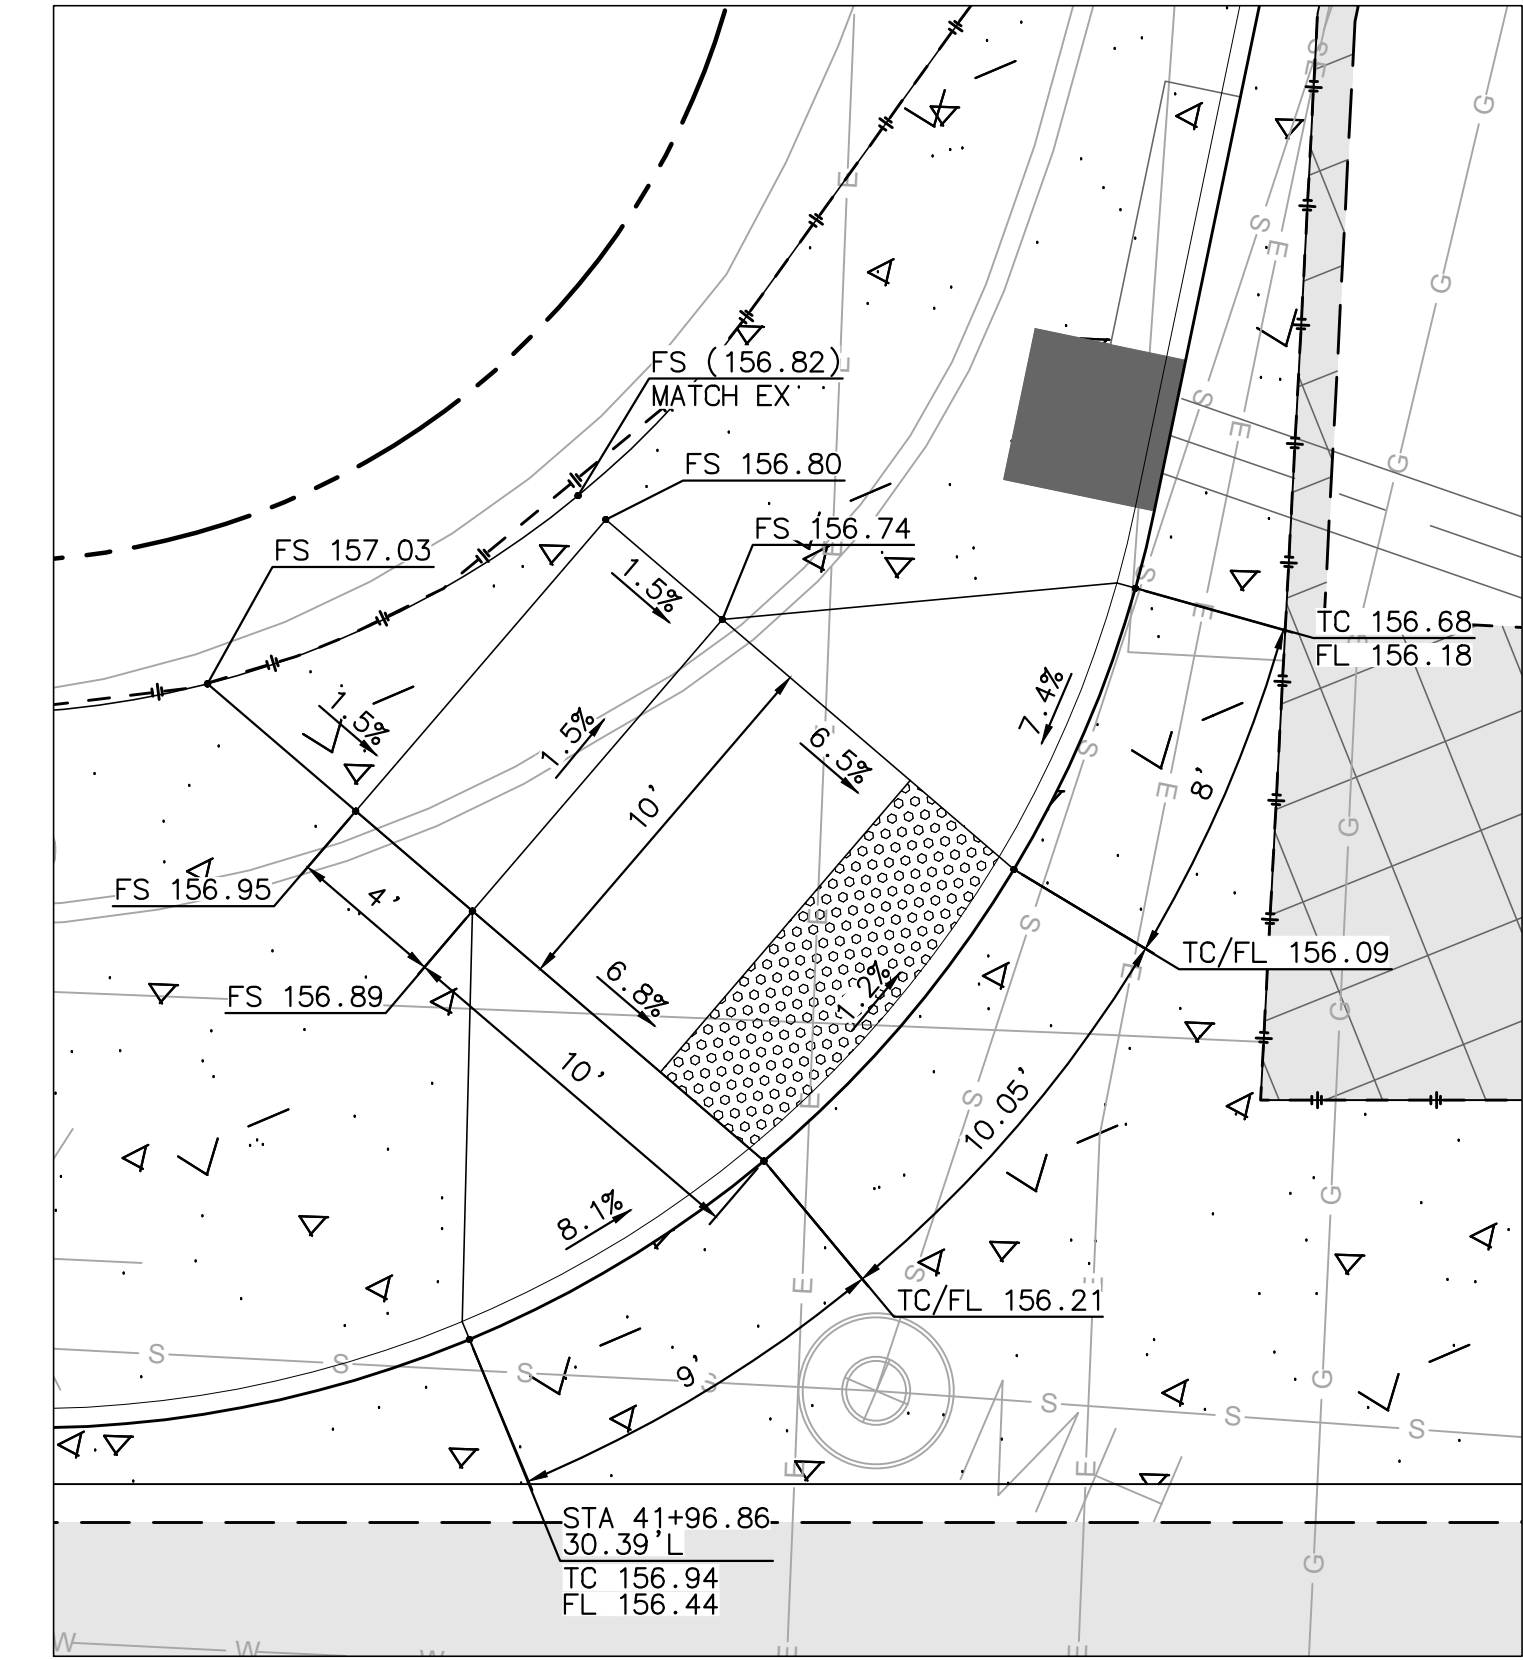 SE
G
E
S
E
G
FS (156.82)
MATCH EX
S
E
G
FS 156.80
FS 156.74
FS 157.03
E
1.5%
S
E
TC 156.68
FL 156.18
1.5%
1.5%
7.4%
6.5%
S
E
8'
10'
G
FS 156.95
4'
E
S
TC/FL 156.09
FS 156.89
6.8%
1.2%
G
10'
E
S
10.05'
8.1%
G
E
S
TC/FL 156.21
S
S
S
9'
S
S
S
S
G
E
E
MH
STA 41+96.86
30.39'L
TC 156.94
FL 156.44
G
W
W
W
E
E